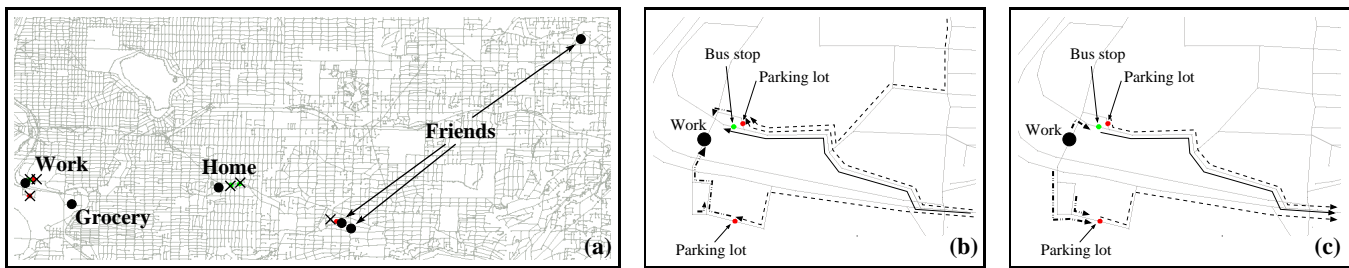 Friends
Work
Home
Grocery
(a)
Bus stop
Parking lot
Work
Parking lot
(b)
Bus stop
Parking lot
Work
Parking lot
(c)